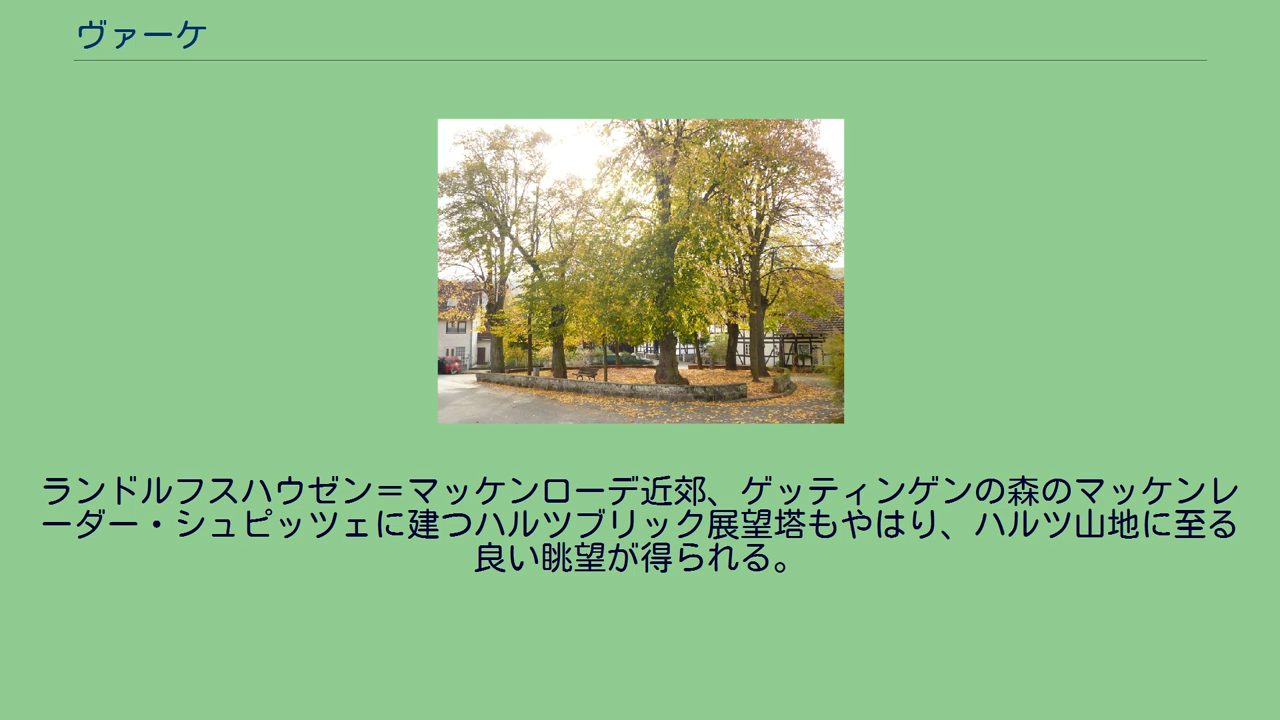 ヴァーケ
ランドルフスハウゼン＝マッケンローデ近郊、ゲッティンゲンの森のマッケンレ
ーダー・シュピッツェに建つハルツブリック展望塔もやはり、ハルツ山地に至る
良い眺望が得られる。